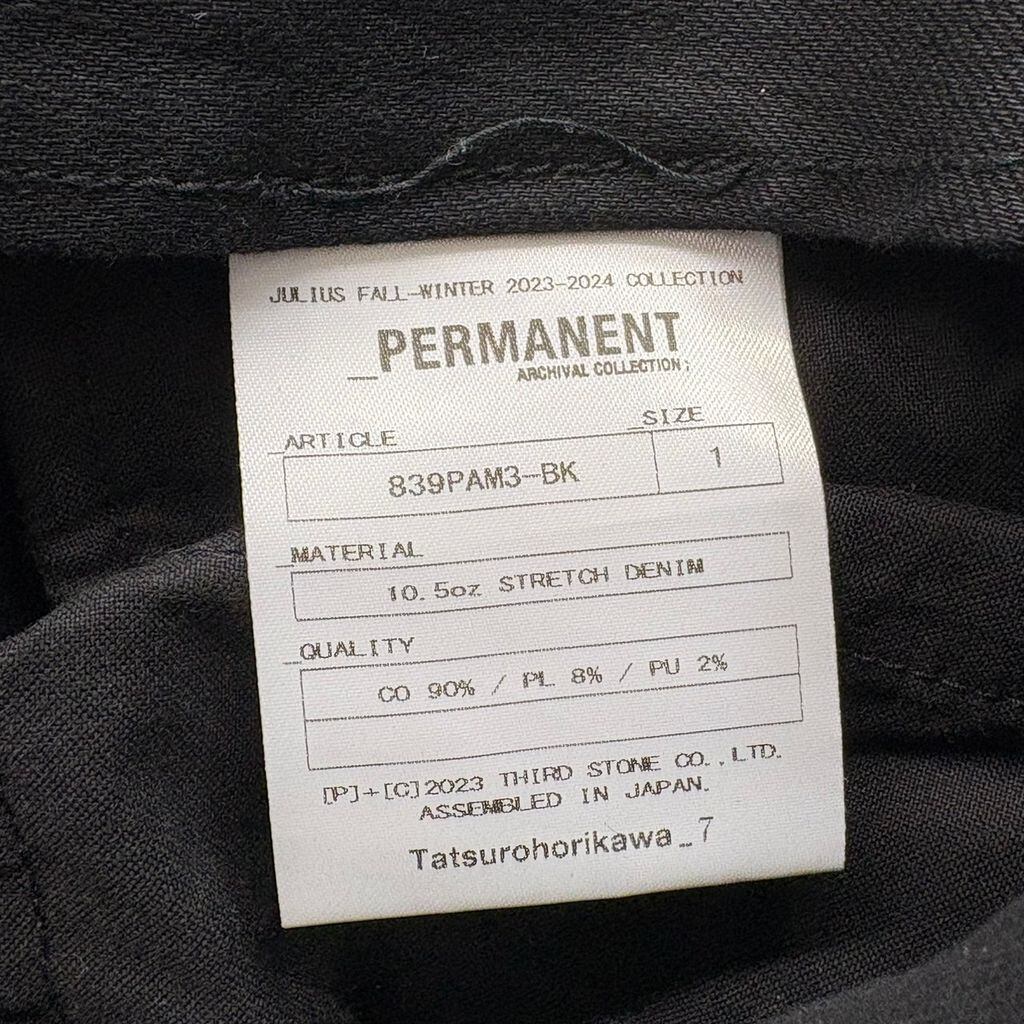 JULIUS FALL-WINTER 2023-2024 COLLECTION
_PERMANENT
ARCHIVAL COLLECTION;
_ARTICLE _SIZE
839PAM3-BK 1
_MATERIAL
10.5oz STRETCH DENIM
_QUALITY
CO 90% / PL 8% / PU 2%
[P]+[C]2023 THIRD STONE CO.,LTD.
ASSEMBLED IN JAPAN.
Tatsurohorikawa_7